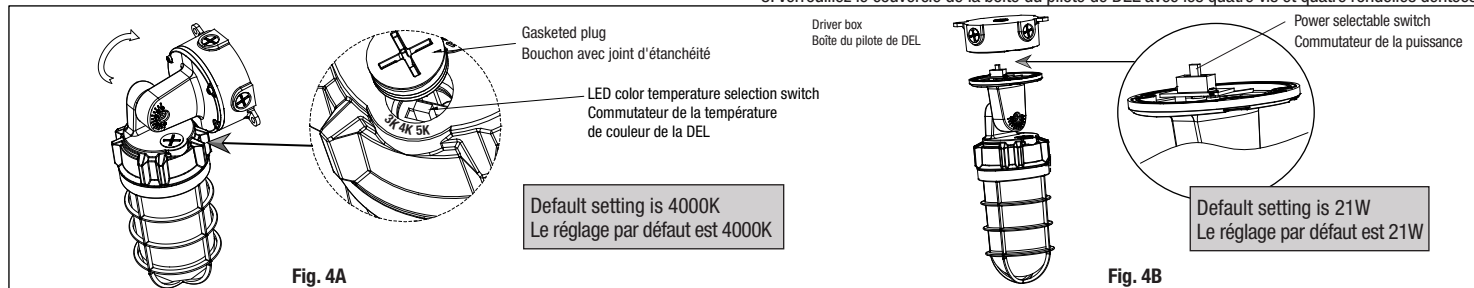 Gasketed plug
Bouchon avec joint d'étanchéité
LED color temperature selection switch
Commutateur de la température
de couleur de la DEL
3K 4K 5K
Default setting is 4000K
Le réglage par défaut est 4000K
Fig. 4A
Driver box
Boîte du pilote de DEL
Power selectable switch
Commutateur de la puissance
Default setting is 21W
Le réglage par défaut est 21W
Fig. 4B